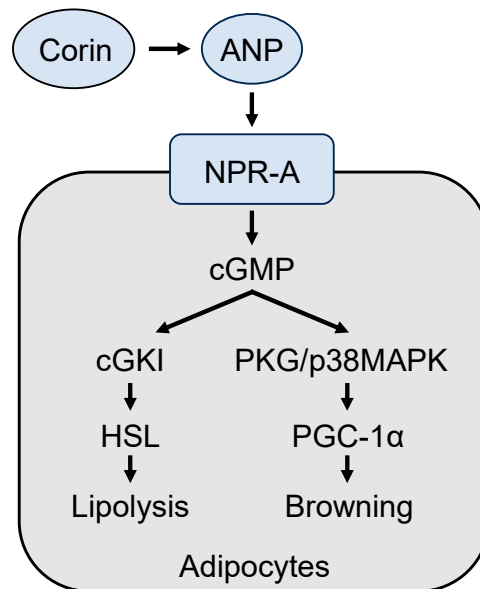 Corin ANP
NPR-A
cGMP
cGKI PKG/p38MAPK
HSL PGC-1α
Lipolysis Browning
Adipocytes